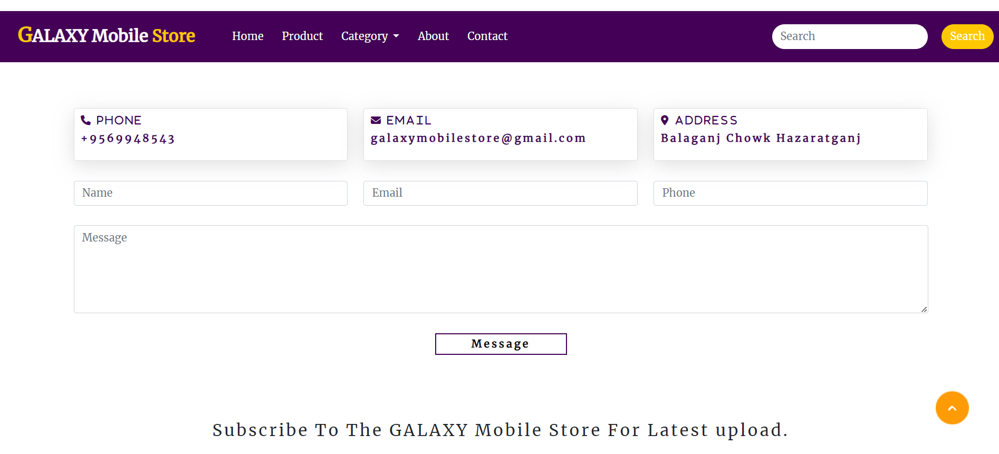 GALAXY Mobile Store Home Product Category About Contact Search Search
PHONE
+9569948543
EMAIL
galaxymobilestore@gmail.com
ADDRESS
Balaganj Chowk Hazaratganj
Name Email Phone
Message
Message
Subscribe To The GALAXY Mobile Store For Latest upload.